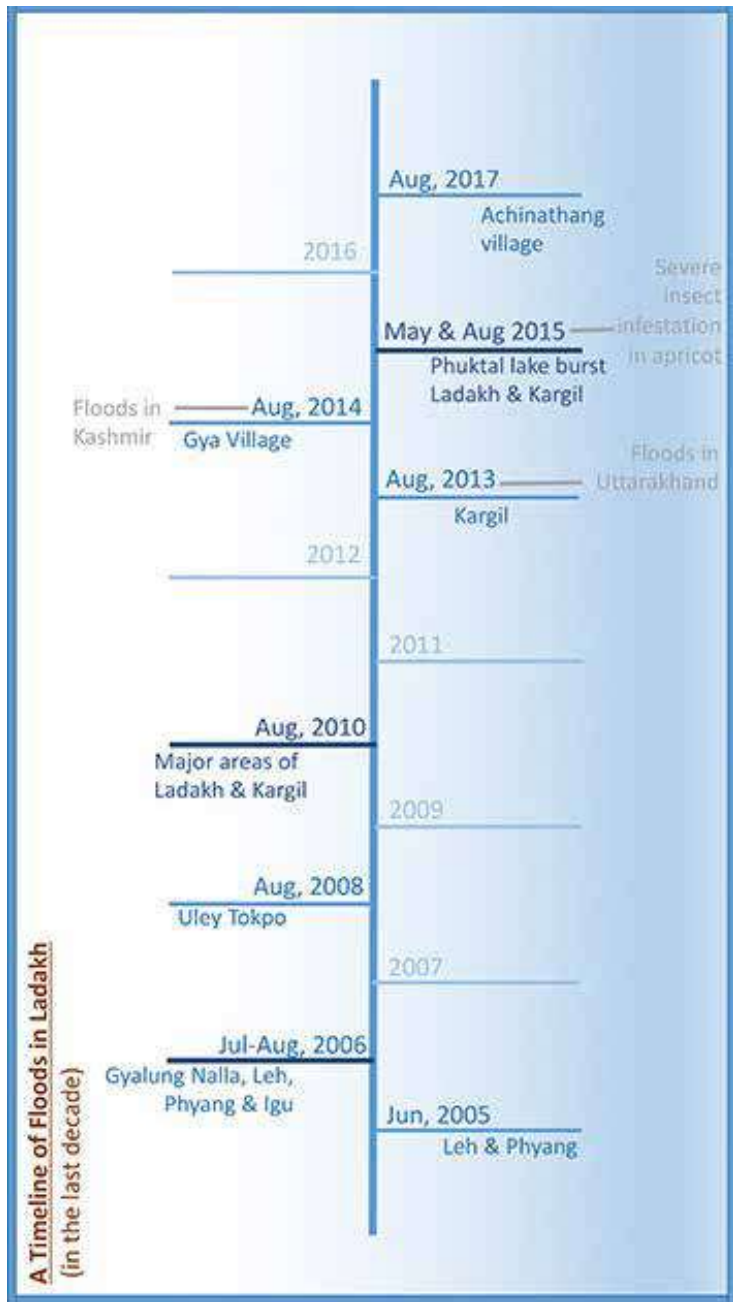 Aug, 2017
Achinathang
village
2016
Severe
insect
infestation
in apricot
May & Aug 2015
Phuktal lake burst
Ladakh & Kargil
Floods in
Kashmir
Aug, 2014
Gya Village
Floods in
Uttarakhand
Aug, 2013
Kargil
2012
2011
Aug, 2010
Major areas of
Ladakh & Kargil
2009
Aug, 2008
Uley Tokpo
2007
Jul-Aug, 2006
Gyalung Nalla, Leh,
Phyang & Igu
Jun, 2005
Leh & Phyang
A Timeline of Floods in Ladakh
(in the last decade)